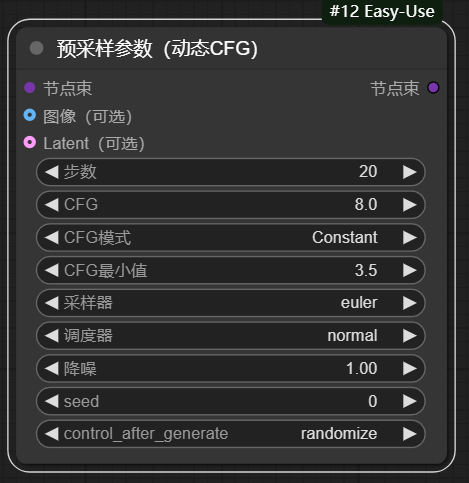 #12 Easy-Use
预采样参数（动态CFG）
节点束 节点束
图像（可选）
Latent（可选）
步数 20
CFG 8.0
CFG模式 Constant
CFG最小值 3.5
采样器 euler
调度器 normal
降噪 1.00
seed 0
control_after_generate randomize